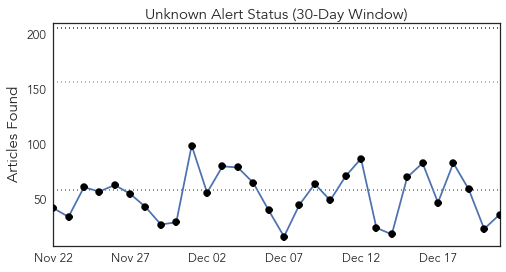 Unknown Alert Status (30-Day Window)
Articles Found
200
150
100
50
Nov 22 Nov 27 Dec 02 Dec 07 Dec 12 Dec 17